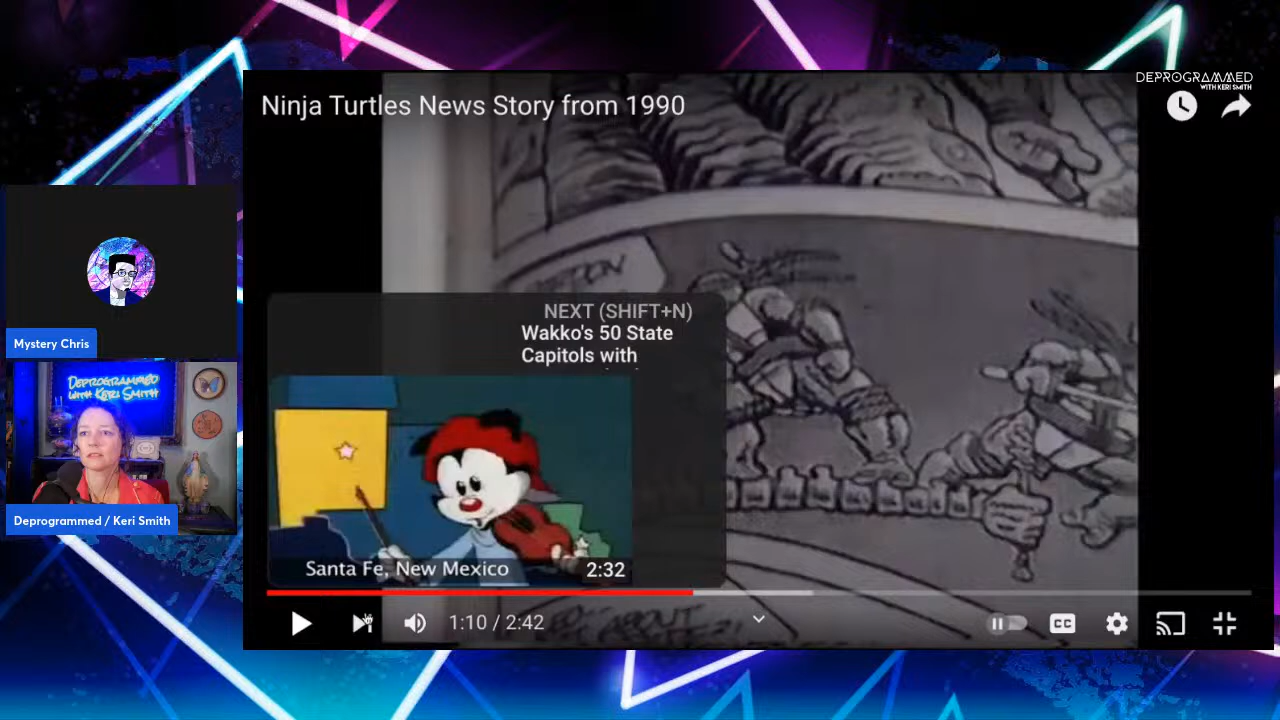 DEPROGRAMMED
WITH KERI SMITH
Ninja Turtles News Story from 1990
NEXT (SHIFT+N)
Wakko's 50 State
Capitols with
Santa Fe, New Mexico
2:32
1:10 / 2:42
CC
Mystery Chris
DEPROGRAMMED
WITH KERI SMITH
Deprogrammed / Keri Smith